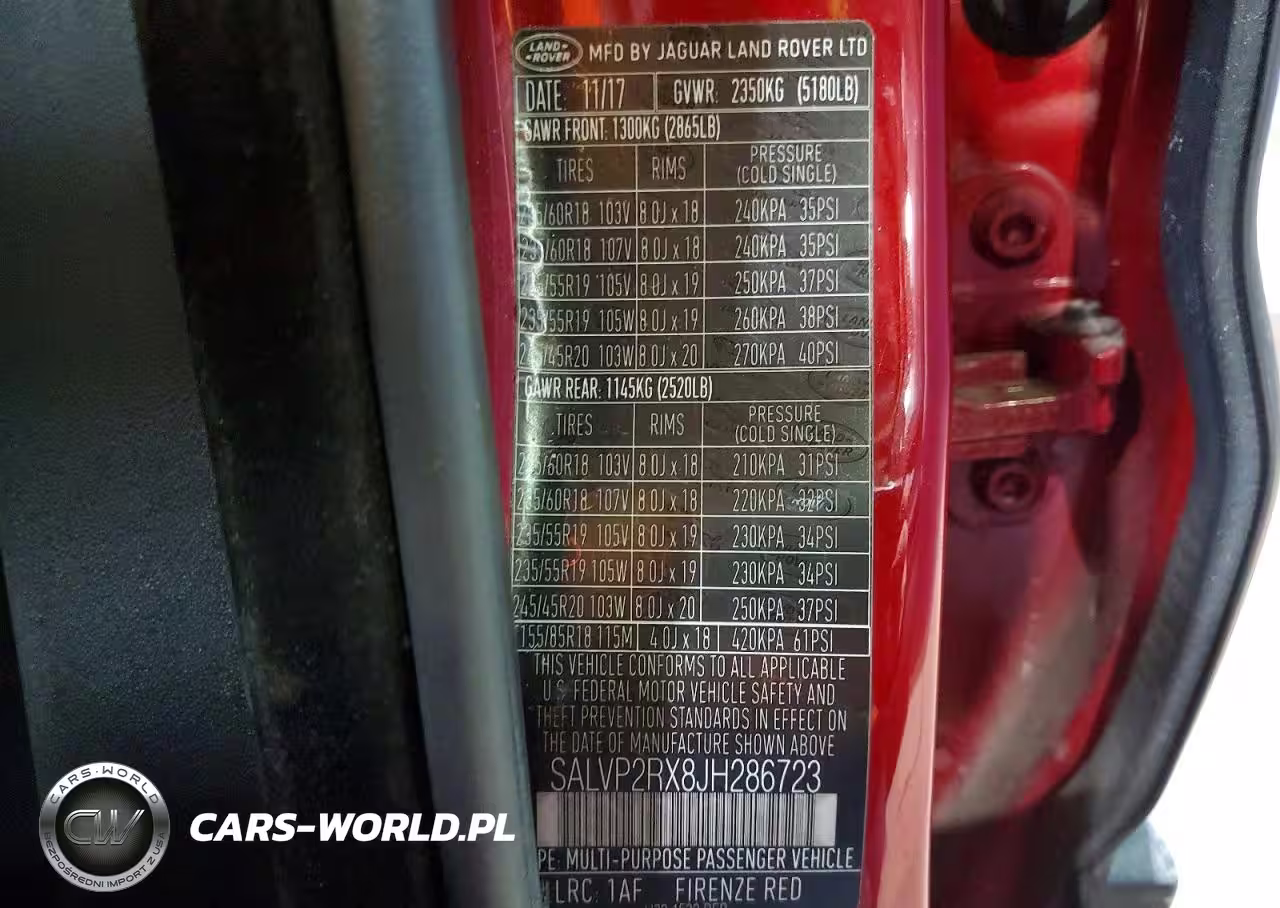 LAND-
-ROVER
MFD BY JAGUAR LAND ROVER LTD
DATE: 11/17 GVWR: 2350KG (5180LB)
GAWR FRONT: 1300KG (2865LB)
TIRES RIMS PRESSURE
(COLD SINGLE)
/60R18 103V 8.0J x 18 240KPA 35PSI
/60R18 107V 8.0J x 18 240KPA 35PSI
/55R19 105V 8.0J x 19 250KPA 37PSI
235/55R19 105W 8.0J x 19 260KPA 38PSI
/45R20 103W 8.0J x 20 270KPA 40PSI
GAWR REAR: 1145KG (2520LB)
TIRES RIMS PRESSURE
(COLD SINGLE)
/60R18 103V 8.0J x 18 210KPA 31PSI
235/60R18 107V 8.0J x 18 220KPA 32PSI
235/55R19 105V 8.0J x 19 230KPA 34PSI
235/55R19 105W 8.0J x 19 230KPA 34PSI
245/45R20 103W 8.0J x 20 250KPA 37PSI
T155/85R18 115M 4.0J x 18 420KPA 61PSI
THIS VEHICLE CONFORMS TO ALL APPLICABLE
U.S. FEDERAL MOTOR VEHICLE SAFETY AND
THEFT PREVENTION STANDARDS IN EFFECT ON
THE DATE OF MANUFACTURE SHOWN ABOVE
SALVP2RX8JH286723
PE: MULTI-PURPOSE PASSENGER VEHICLE
LRC: 1AF FIRENZE RED
CARS-WORLD
CW
BEZPOŚREDNI IMPORT Z USA
CARS-WORLD.PL